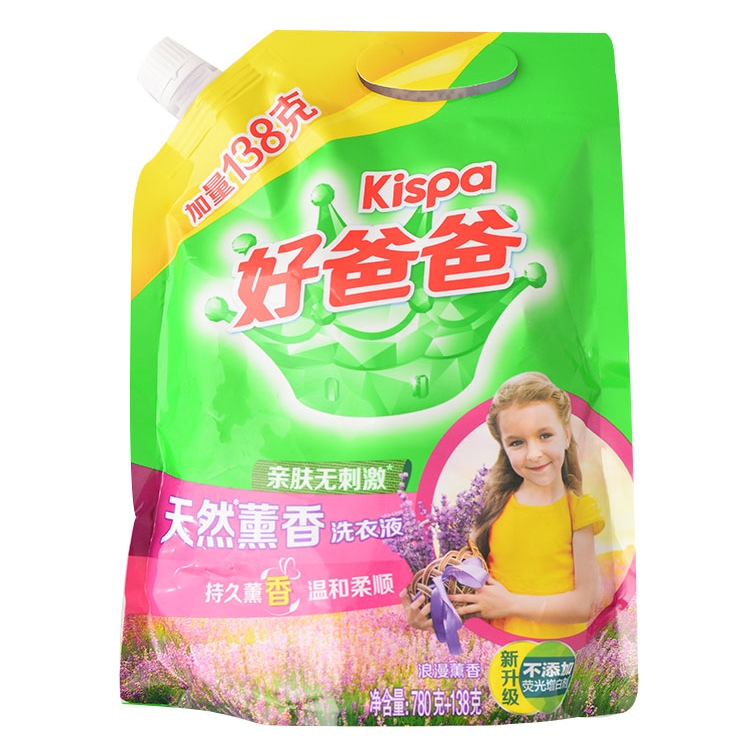 加量138克
Kispa
好爸爸
亲肤无刺激*
天然*薰香 洗衣液
持久薰香 温和柔顺
浪漫薰香
新升级
不添加
荧光增白剂
净含量:780克+138克